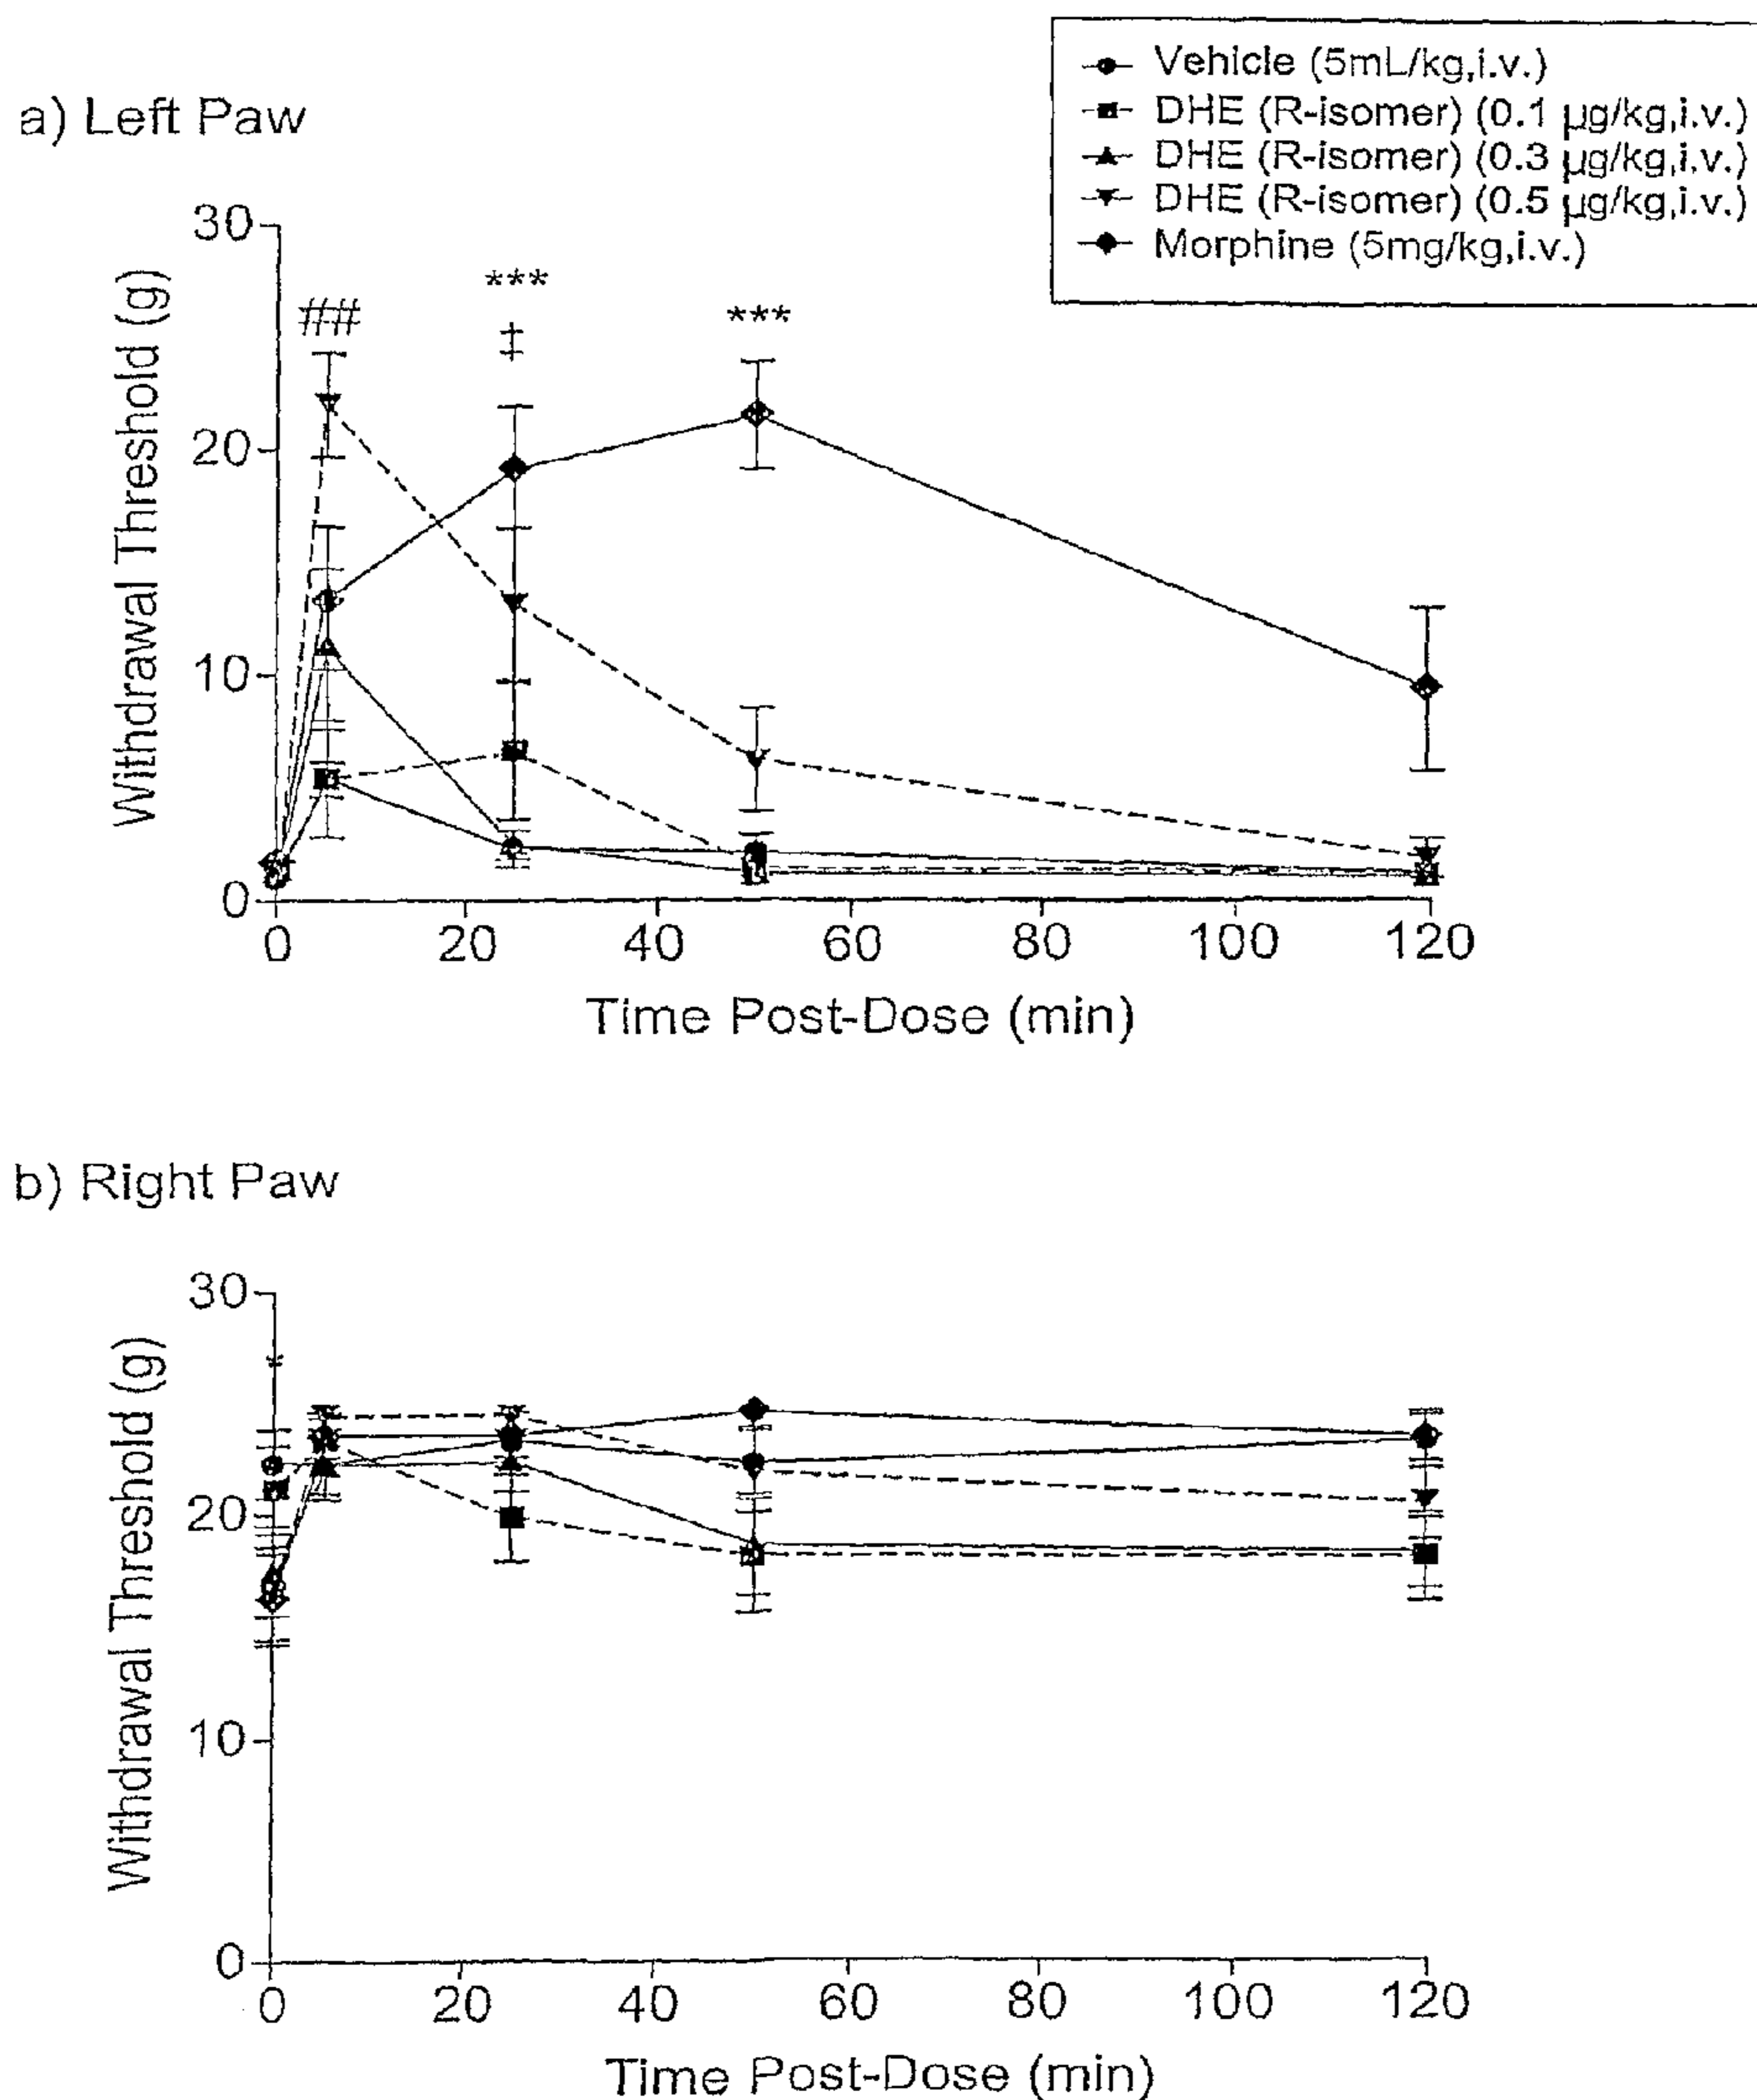 Vehicle (5mL/kg,i.v.)
DHE (R-isomer) (0.1 µg/kg,i.v.)
DHE (R-isomer) (0.3 µg/kg,i.v.)
DHE (R-isomer) (0.5 µg/kg,i.v.)
Morphine (5mg/kg,i.v.)
a) Left Paw
30
20
10
0
Withdrawal Threshold (g)
##
***
‡
***
0 20 40 60 80 100 120
Time Post-Dose (min)
b) Right Paw
30
20
10
0
Withdrawal Threshold (g)
*
0 20 40 60 80 100 120
Time Post-Dose (min)